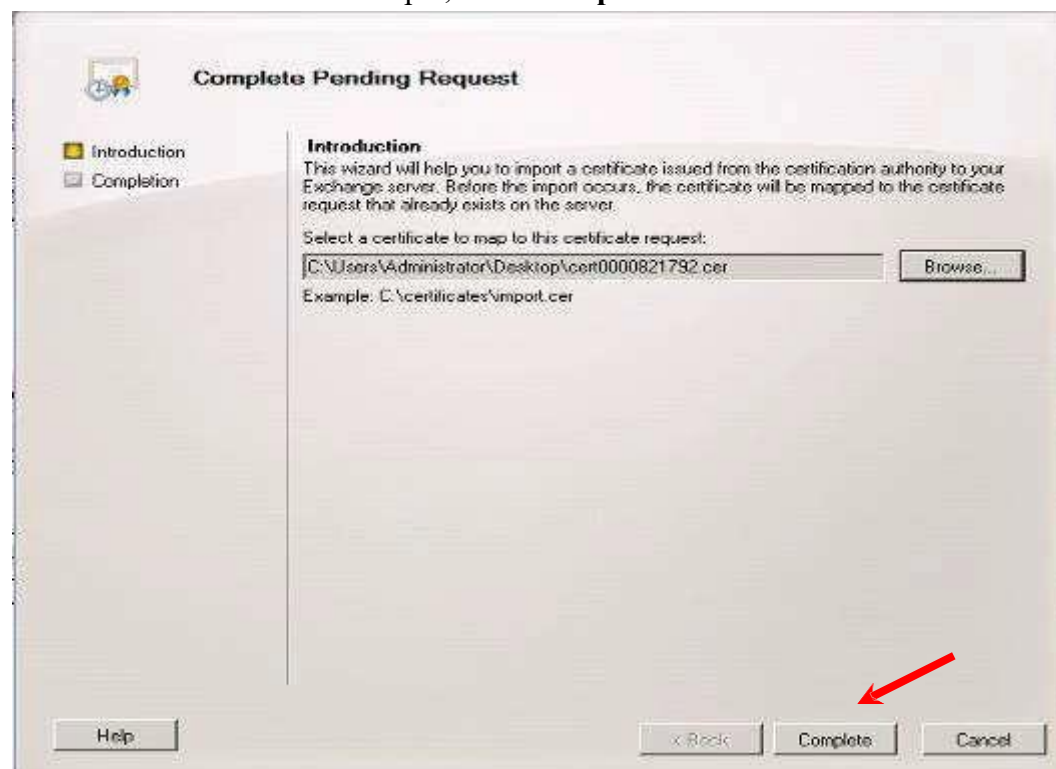 Complete Pending Request
Introduction
Completion
Introduction
This wizard will help you to import a certificate issued from the certification authority to your
Exchange server. Before the import occurs, the certificate will be mapped to the certificate
request that already exists on the server.
Select a certificate to map to this certificate request:
C:\Users\Administrator\Desktop\cert0000821792.cer
Browse...
Example: C:\certificates\import.cer
Help
< Back
Complete
Cancel